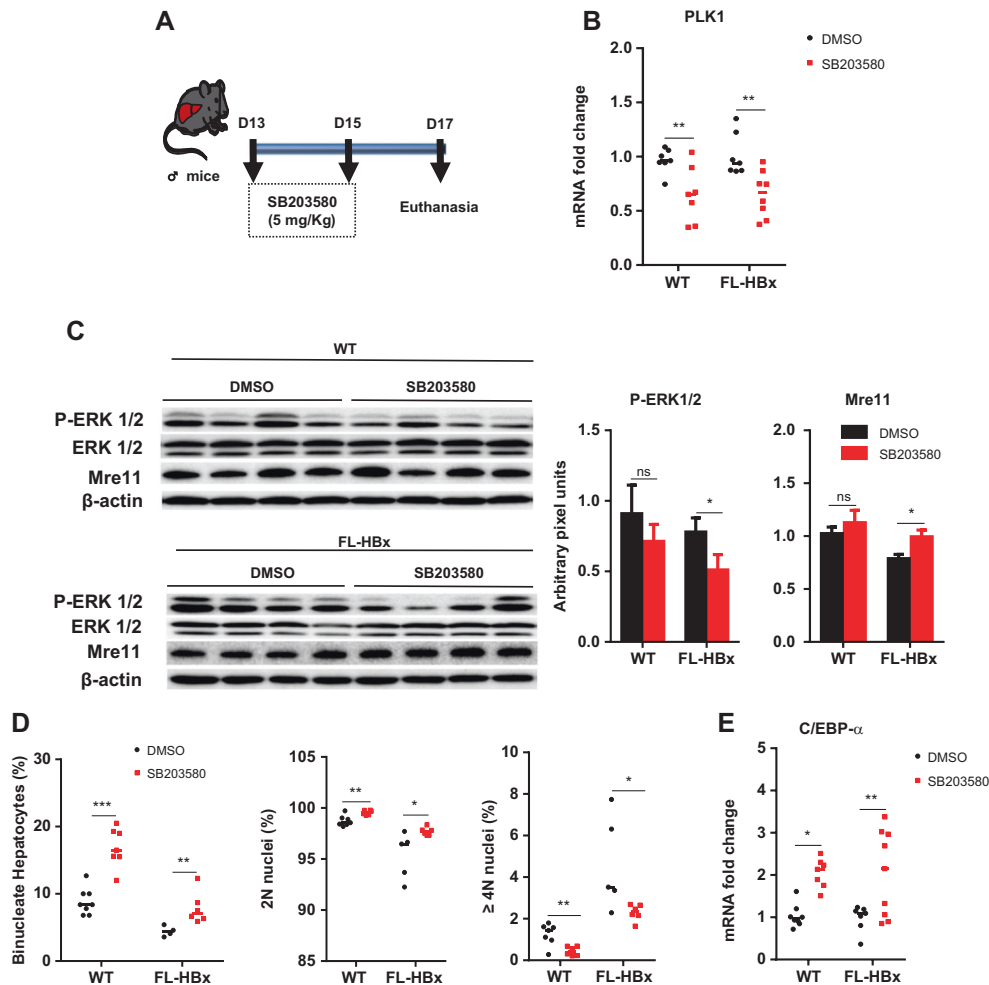 A
D13
D15
D17
♂ mice
SB203580
(5 mg/Kg)
Euthanasia
B
PLK1
DMSO
SB203580
mRNA fold change
2.0
1.5
1.0
0.5
0.0
**
**
WT
FL-HBx
C
WT
DMSO
SB203580
P-ERK 1/2
ERK 1/2
Mre11
β-actin
FL-HBx
DMSO
SB203580
P-ERK 1/2
ERK 1/2
Mre11
β-actin
P-ERK1/2
Arbitrary pixel units
1.5
1.0
0.5
0.0
ns
*
WT
FL-HBx
Mre11
DMSO
SB203580
2.0
1.5
1.0
0.5
0.0
ns
*
WT
FL-HBx
D
DMSO
SB203580
Binucleate Hepatocytes (%)
30
20
10
0
***
**
WT
FL-HBx
2N nuclei (%)
105
100
95
90
85
**
*
WT
FL-HBx
≥ 4N nuclei (%)
10
8
6
4
2
0
**
*
WT
FL-HBx
E
C/EBP-α
DMSO
SB203580
mRNA fold change
5
4
3
2
1
0
*
**
WT
FL-HBx